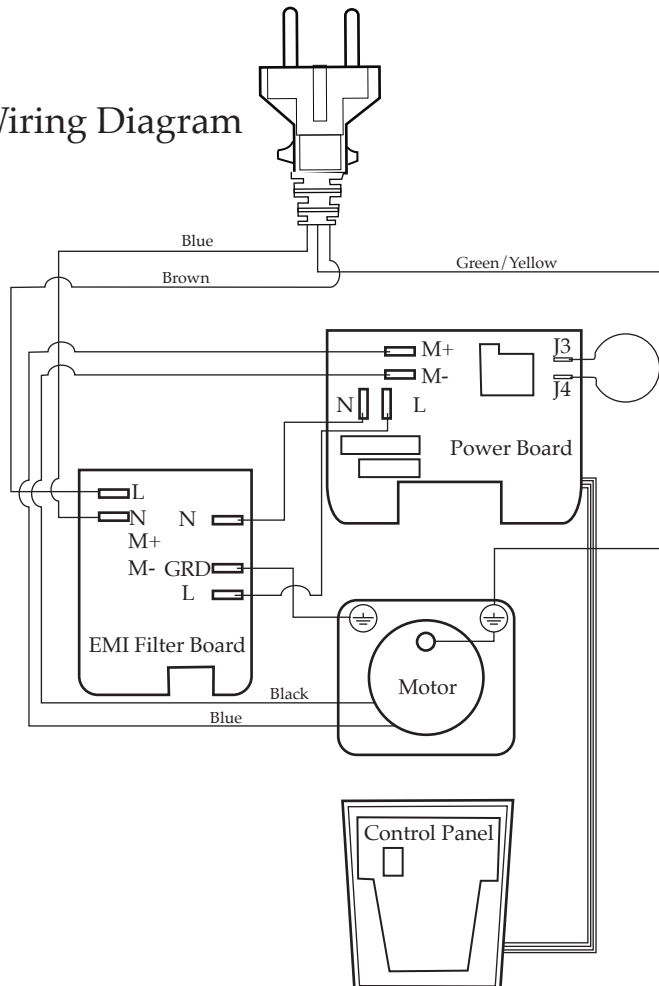 Wiring Diagram
Blue
Green/Yellow
Brown
M+
J3
M-
J4
N L
Power Board
L
N N
M+
M- GRD
L
EMI Filter Board
Motor
Black
Blue
Control Panel